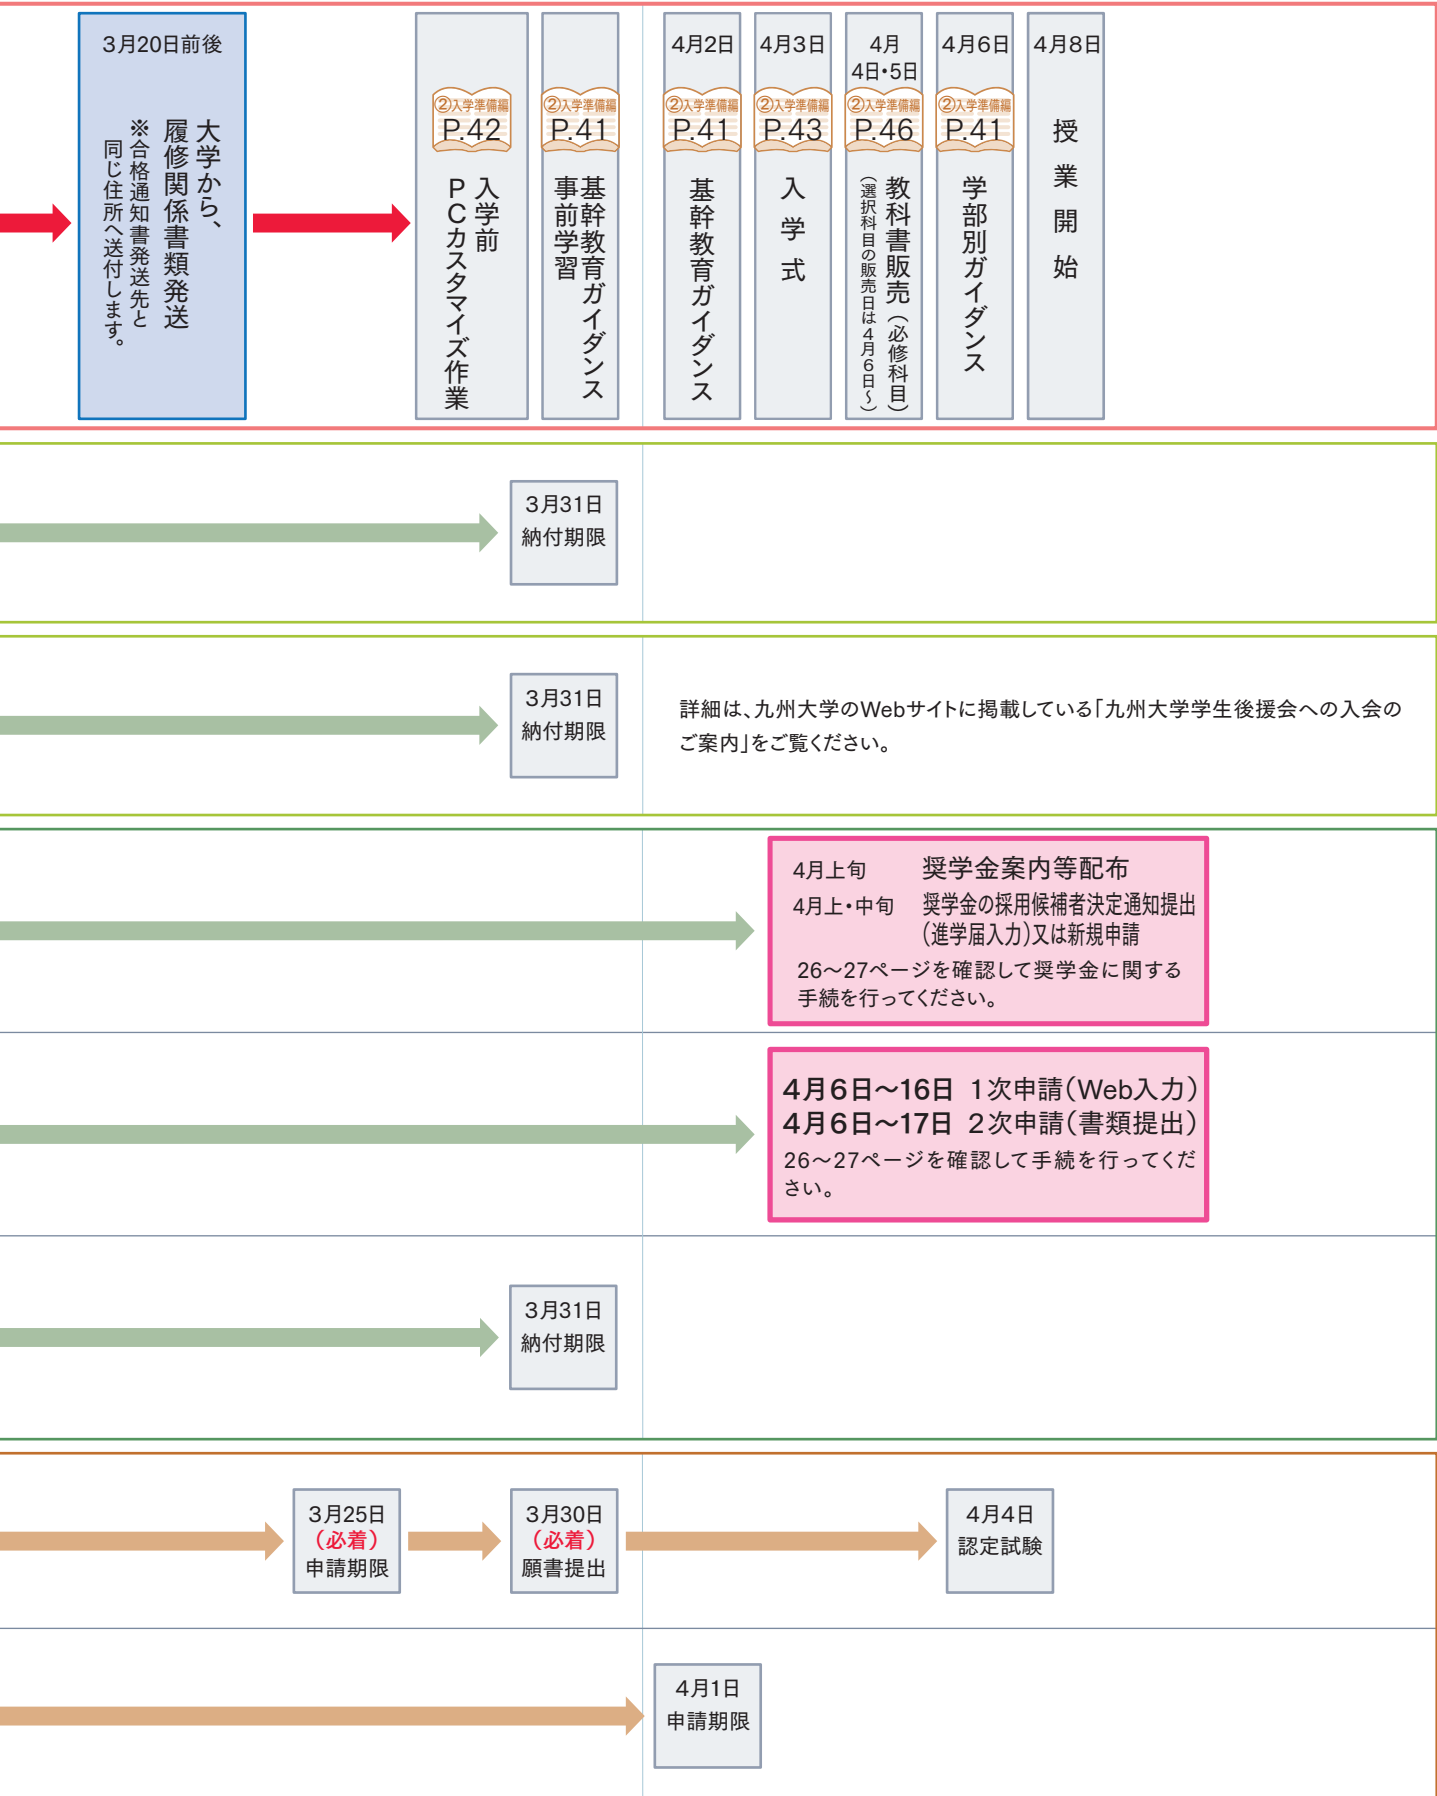 3月20日前後
大学から、
履修関係書類発送
※合格通知書発送先と
同じ住所へ送付します。
②入学準備編
P.42
入学前
PCカスタマイズ作業
②入学準備編
P.41
基幹教育ガイダンス
事前学習
4月2日
②入学準備編
P.41
基幹教育ガイダンス
4月3日
②入学準備編
P.43
入学式
4月
4日・5日
②入学準備編
P.46
教科書販売（必修科目）
（選択科目の販売日は4月6日～）
4月6日
②入学準備編
P.41
学部別ガイダンス
4月8日
授業開始
3月31日
納付期限
3月31日
納付期限
詳細は、九州大学のWebサイトに掲載している「九州大学学生後援会への入会の
ご案内」をご覧ください。
4月上旬 奨学金案内等配布
4月上・中旬 奨学金の採用候補者決定通知提出
（進学届入力）又は新規申請
26～27ページを確認して奨学金に関する
手続を行ってください。
4月6日～16日 1次申請（Web入力）
4月6日～17日 2次申請（書類提出）
26～27ページを確認して手続を行ってくだ
さい。
3月31日
納付期限
3月25日
（必着）
申請期限
3月30日
（必着）
願書提出
4月4日
認定試験
4月1日
申請期限